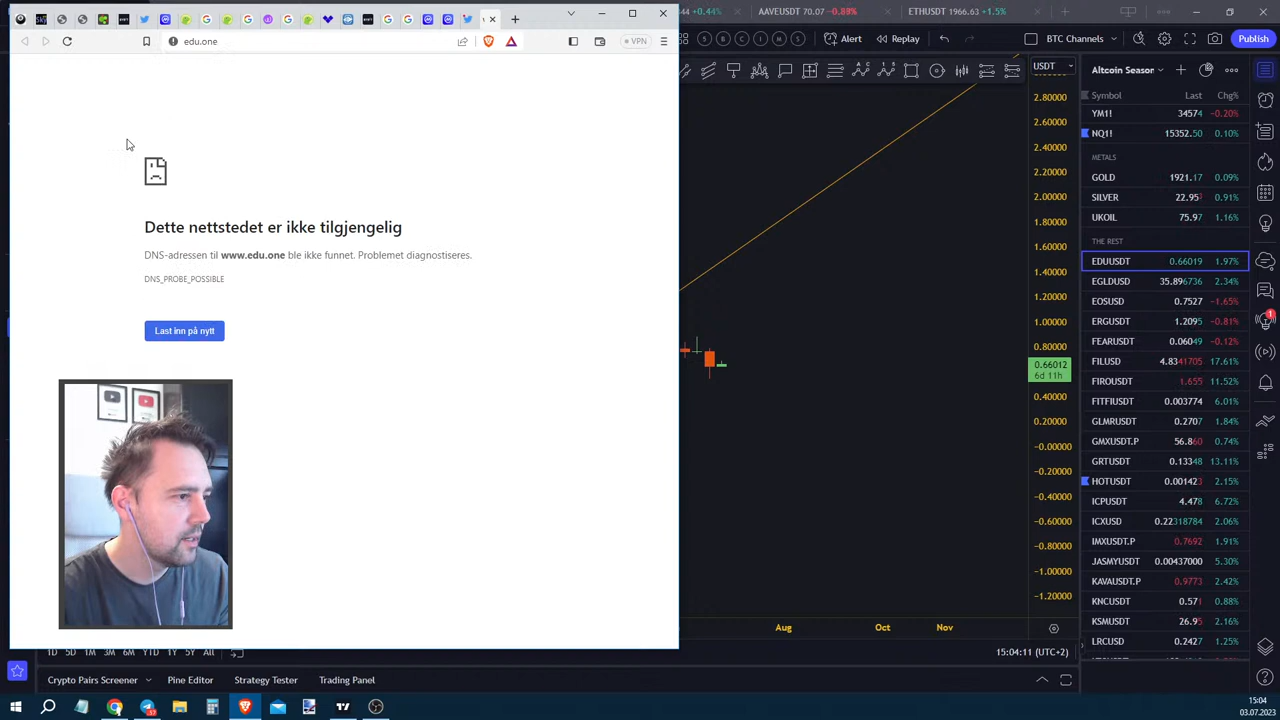 edu.one
VPN
Dette nettstedet er ikke tilgjengelig
DNS-adressen til www.edu.one ble ikke funnet. Problemet diagnostiseres.
DNS_PROBE_POSSIBLE
Last inn på nytt
+0.44% AAVEUSDT 70.07 −0.89% ETHUSDT 1966.63 +1.5%
Alert Replay BTC Channels Publish
USDT
2.80000
2.60000
2.40000
2.20000
2.00000
1.80000
1.60000
1.40000
1.20000
1.00000
0.80000
0.66012
6d 11h
0.40000
0.20000
−0.00000
−0.20000
−0.40000
−0.60000
−0.80000
−1.00000
−1.20000
Aug Oct Nov
Altcoin Season
Symbol Last Chg%
YM1! 34574 −0.20%
NQ1! 15352.50 0.10%
METALS
GOLD 1921.17 0.09%
SILVER 22.957 0.91%
UKOIL 75.97 1.16%
THE REST
EDUUSDT 0.66019 1.97%
EGLDUSD 35.896736 2.34%
EOSUSD 0.7527 −1.65%
ERGUSDT 1.2095 −0.81%
FEARUSDT 0.06049 −0.12%
FILUSD 4.8341705 17.61%
FIROUSDT 1.655 11.52%
FITFIUSDT 0.003774 6.01%
GLMRUSDT 0.2707 1.84%
GMXUSDT.P 56.860 0.74%
GRTUSDT 0.13348 13.11%
HOTUSDT 0.001423 2.15%
ICPUSDT 4.478 6.72%
ICXUSD 0.22318784 2.06%
IMXUSDT.P 0.7692 1.91%
JASMYUSDT 0.00437000 5.30%
KAVAUSDT.P 0.9773 2.42%
KNCUSDT 0.571 0.88%
KSMUSDT 26.95 2.16%
LRCUSD 0.2427 1.25%
1D 5D 1M 3M 6M YTD 1Y 5Y All
15:04:11 (UTC+2)
Crypto Pairs Screener Pine Editor Strategy Tester Trading Panel
15:04
03.07.2023